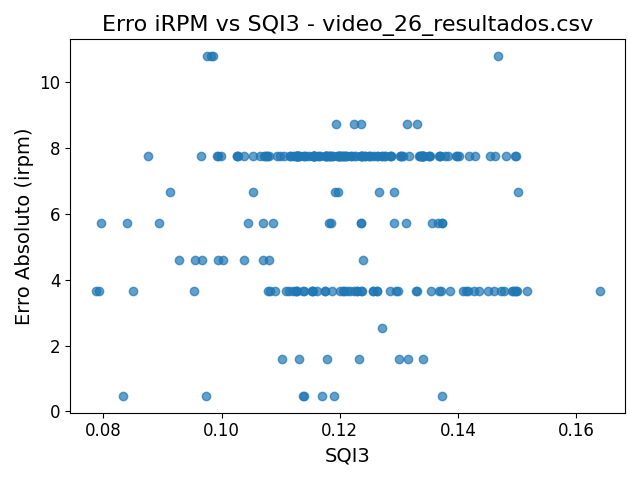 Erro iRPM vs SQI3 - video_26_resultados.csv
Erro Absoluto (irpm)
10
8
6
4
2
0
0.08 0.10 0.12 0.14 0.16
SQI3